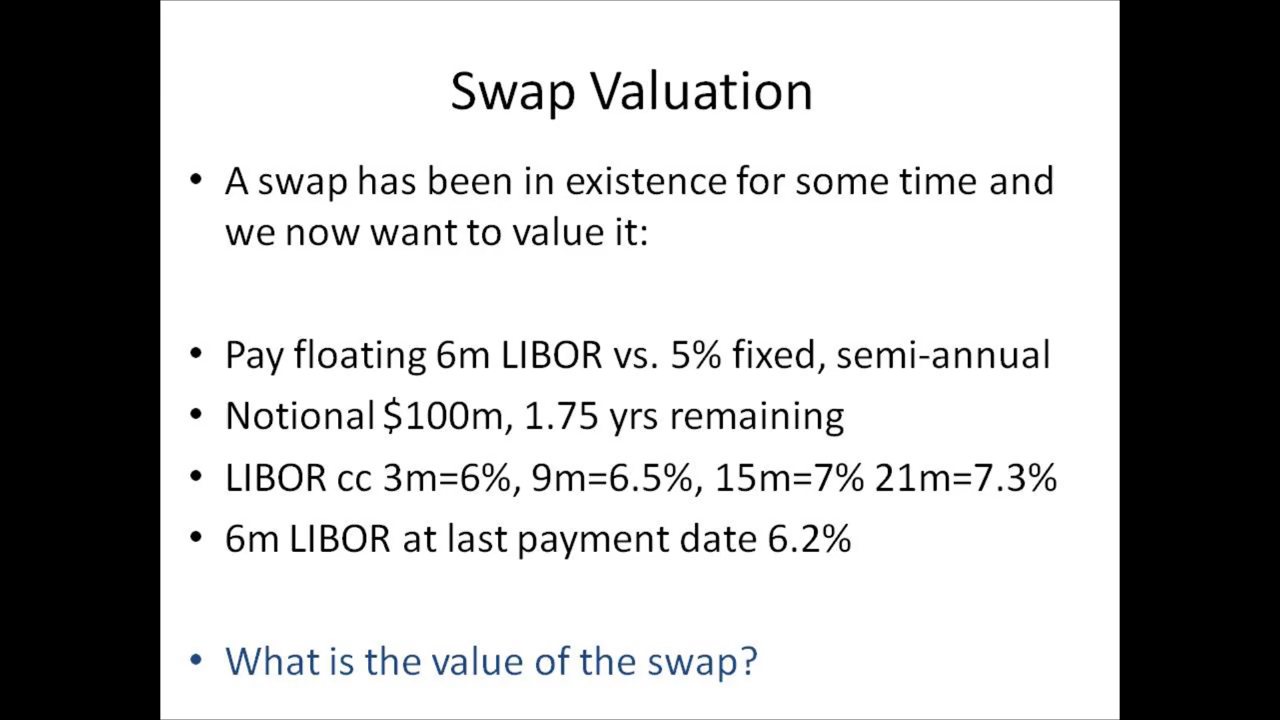 Swap Valuation
• A swap has been in existence for some time and
we now want to value it:
• Pay floating 6m LIBOR vs. 5% fixed, semi-annual
• Notional $100m, 1.75 yrs remaining
• LIBOR cc 3m=6%, 9m=6.5%, 15m=7% 21m=7.3%
• 6m LIBOR at last payment date 6.2%
• What is the value of the swap?